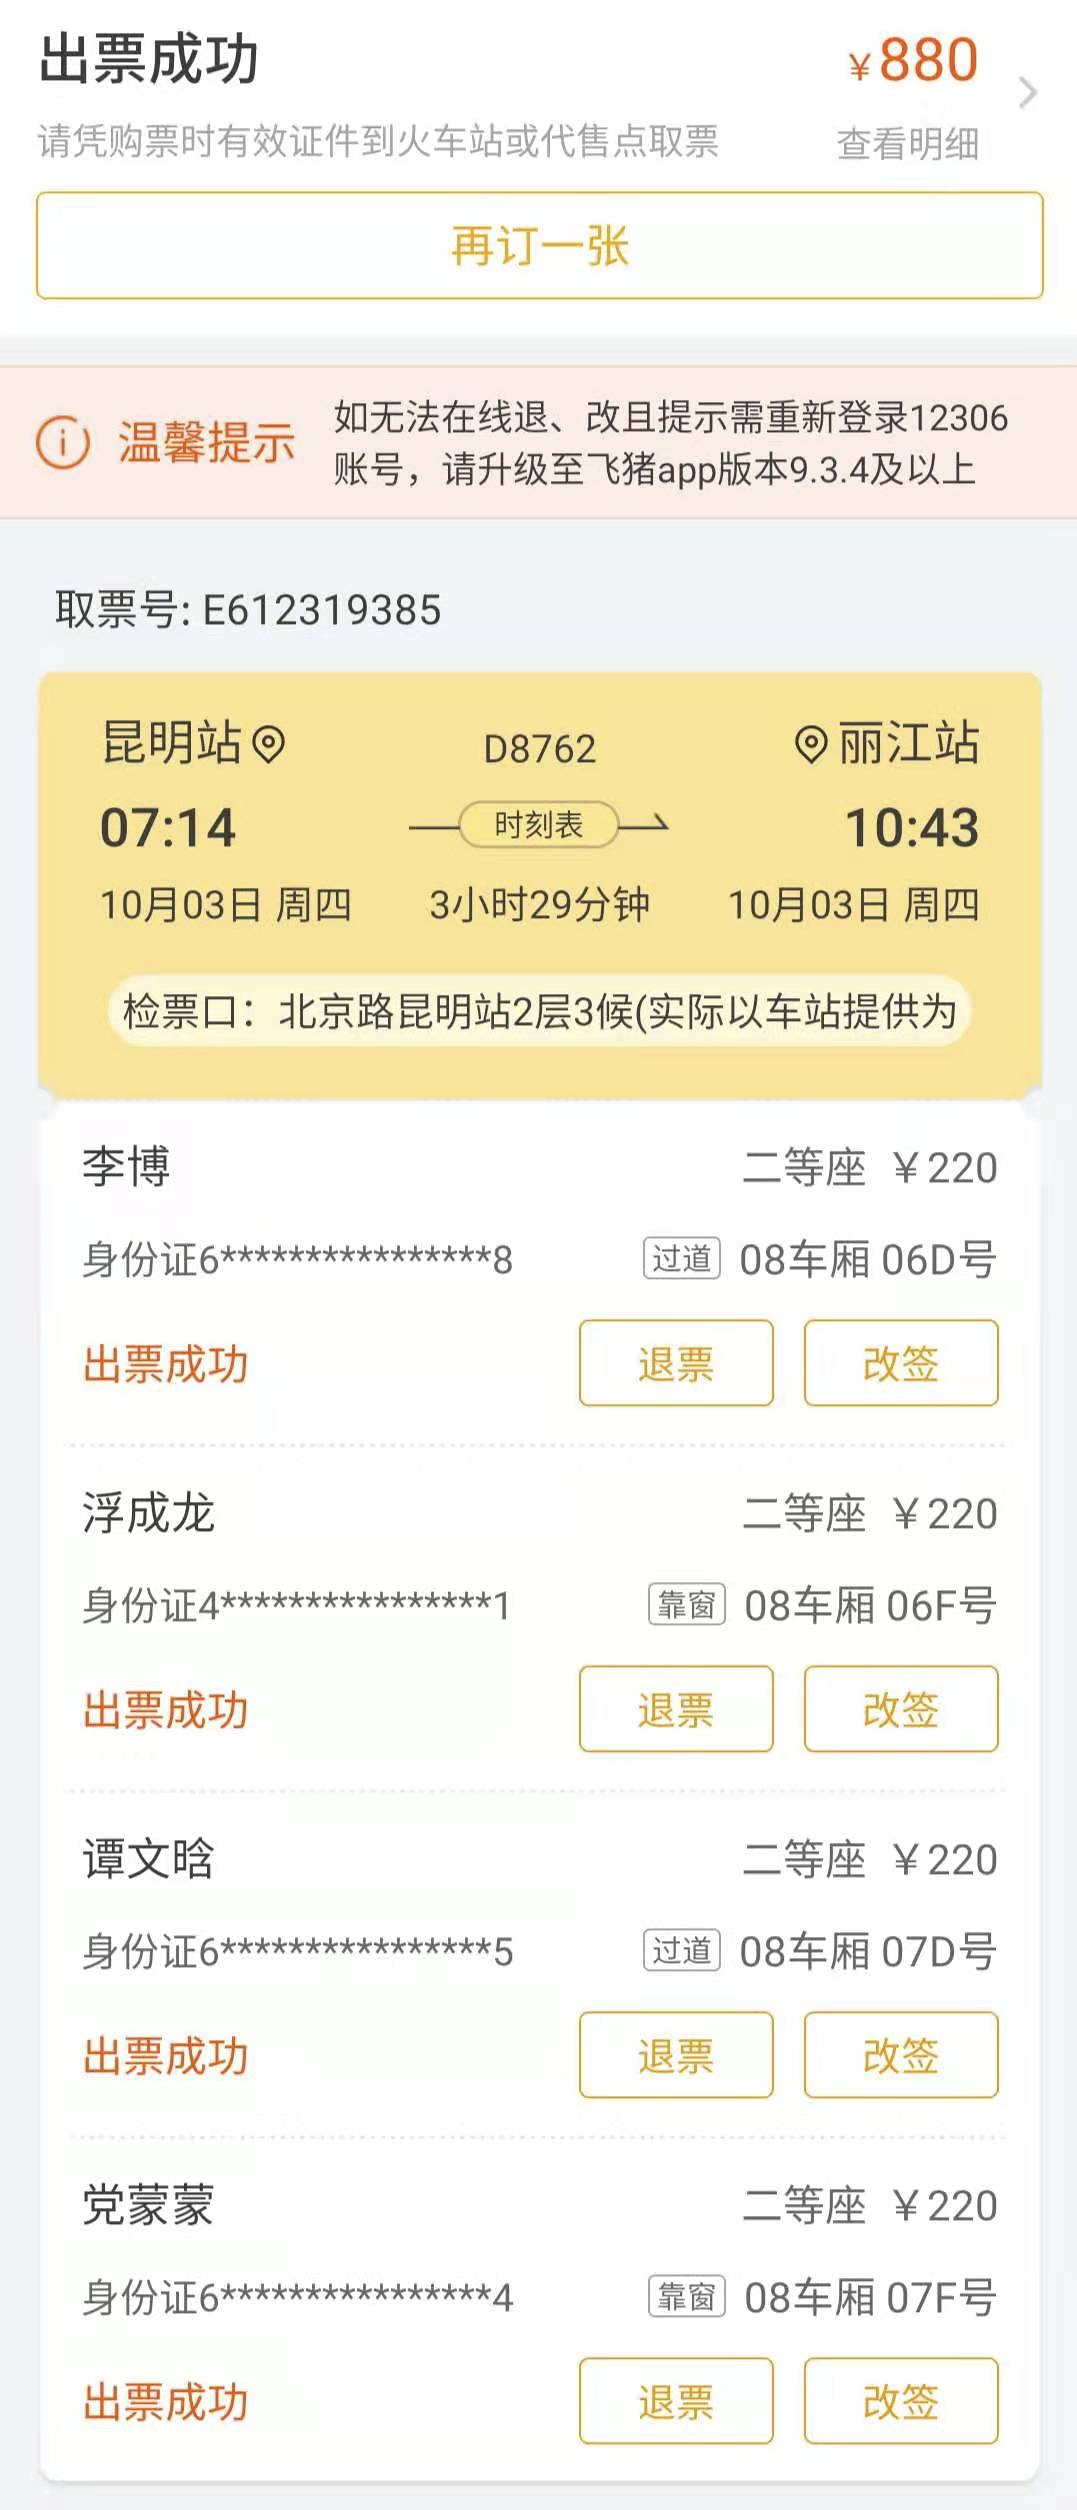 出票成功
¥880
请凭购票时有效证件到火车站或代售点取票
查看明细
再订一张
温馨提示
如无法在线退、改且提示需重新登录12306
账号，请升级至飞猪app版本9.3.4及以上
取票号: E612319385
昆明站 D8762 丽江站
07:14 时刻表 10:43
10月03日 周四 3小时29分钟 10月03日 周四
检票口：北京路昆明站2层3候(实际以车站提供为
李博 二等座 ¥220
身份证6****************8 过道 08车厢 06D号
出票成功 退票 改签
浮成龙 二等座 ¥220
身份证4****************1 靠窗 08车厢 06F号
出票成功 退票 改签
谭文晗 二等座 ¥220
身份证6****************5 过道 08车厢 07D号
出票成功 退票 改签
党蒙蒙 二等座 ¥220
身份证6****************4 靠窗 08车厢 07F号
出票成功 退票 改签